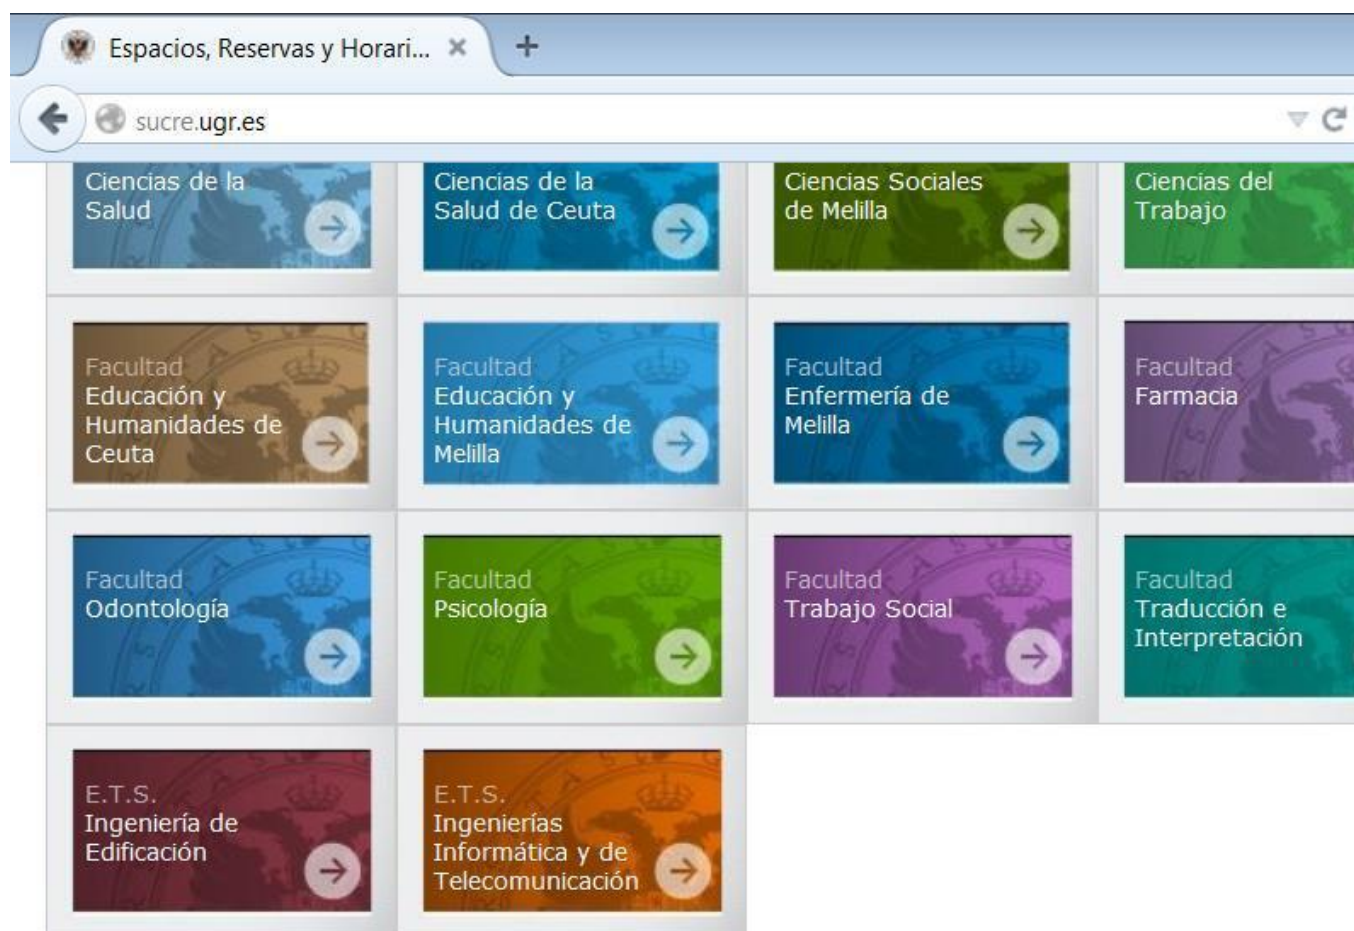 Espacios, Reservas y Horari...
sucre.ugr.es
Ciencias de la
Salud
Ciencias de la
Salud de Ceuta
Ciencias Sociales
de Melilla
Ciencias del
Trabajo
Facultad
Educación y
Humanidades de
Ceuta
Facultad
Educación y
Humanidades de
Melilla
Facultad
Enfermería de
Melilla
Facultad
Farmacia
Facultad
Odontología
Facultad
Psicología
Facultad
Trabajo Social
Facultad
Traducción e
Interpretación
E.T.S.
Ingeniería de
Edificación
E.T.S.
Ingenierías
Informática y de
Telecomunicación